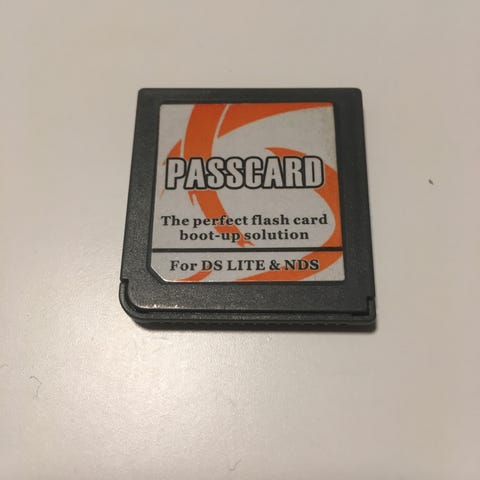 PASSCARD
The perfect flash card
boot-up solution
For DS LITE & NDS